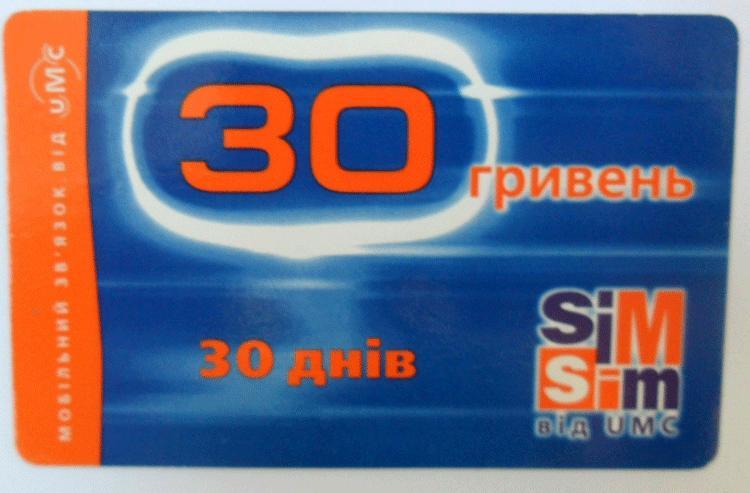 МОБІЛЬНИЙ ЗВ'ЯЗОК ВІД UMC
30
гривень
30 днів
SiM
Sim
від UMC